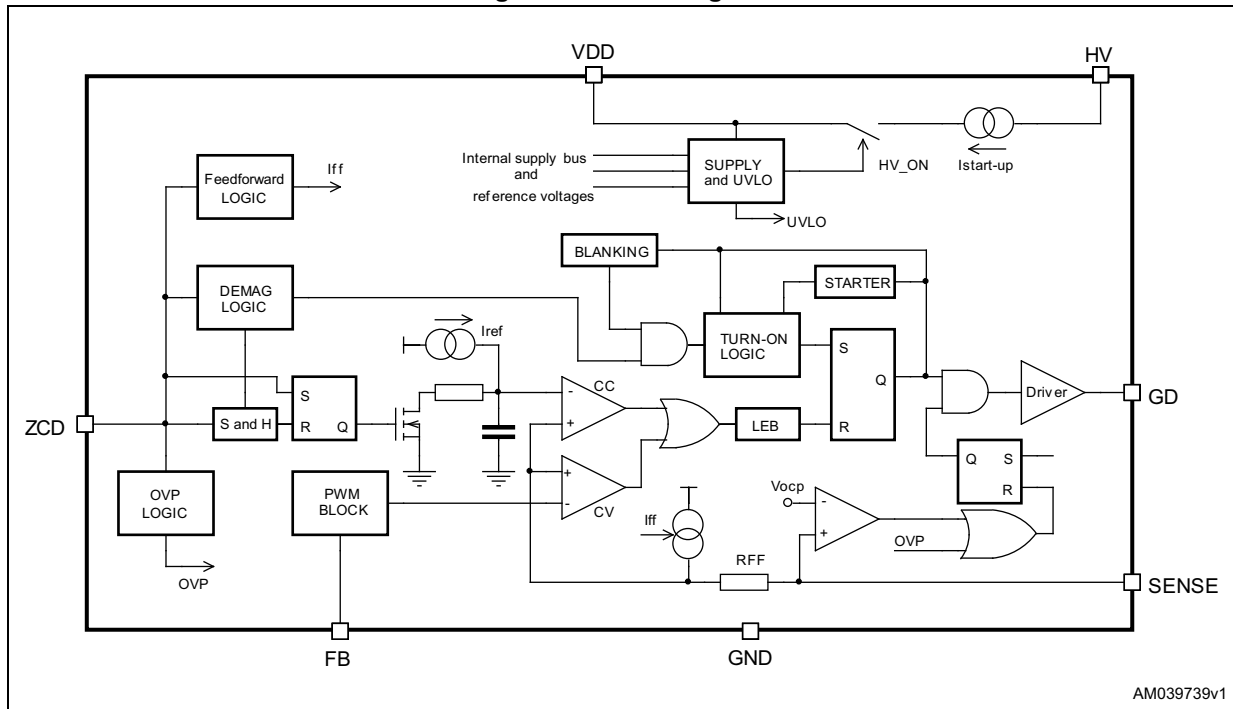 VDD
HV
Internal supply bus
and
reference voltages
SUPPLY
and UVLO
HV_ON
Istart-up
UVLO
Feedforward
LOGIC
Iff
BLANKING
STARTER
DEMAG
LOGIC
Iref
TURN-ON
LOGIC
S
Q
R
CC
-
+
S
R
Q
S and H
ZCD
LEB
Driver
GD
Q
S
R
+
-
CV
OVP
LOGIC
PWM
BLOCK
Vocp
-
+
OVP
Iff
RFF
OVP
SENSE
FB
GND
AM039739v1